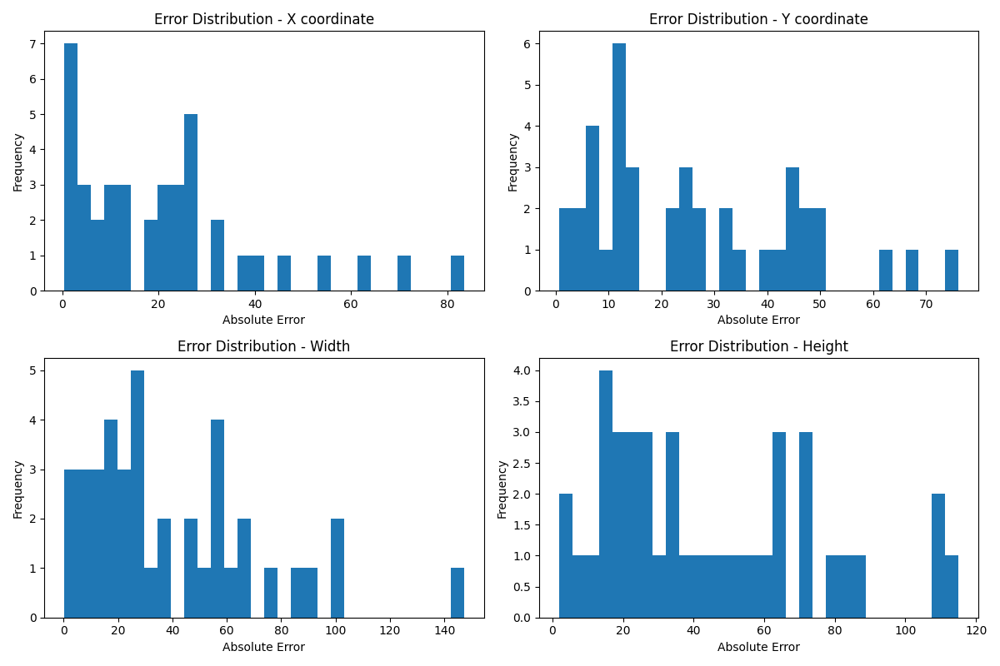 Error Distribution - X coordinate
7
6
5
4
3
2
1
0
Frequency
0 20 40 60 80
Absolute Error
Error Distribution - Y coordinate
6
5
4
3
2
1
0
Frequency
0 10 20 30 40 50 60 70
Absolute Error
Error Distribution - Width
5
4
3
2
1
0
Frequency
0 20 40 60 80 100 120 140
Absolute Error
Error Distribution - Height
4.0
3.5
3.0
2.5
2.0
1.5
1.0
0.5
0.0
Frequency
0 20 40 60 80 100 120
Absolute Error